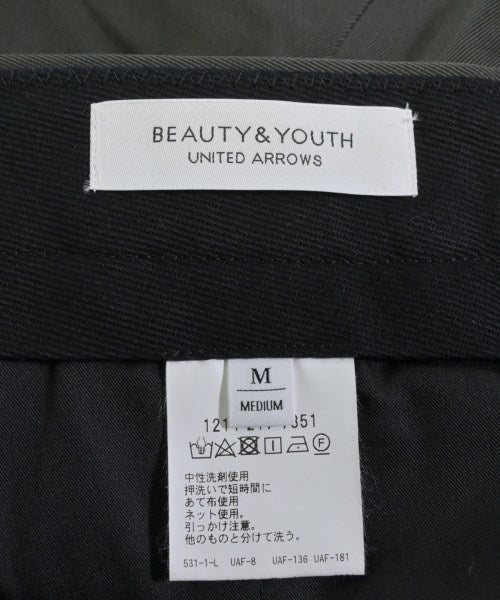 BEAUTY&YOUTH
UNITED ARROWS
M
MEDIUM
中性洗剤使用
押洗いで短時間に
あて布使用。
ネット使用。
引っかけ注意。
他のものと分けて洗う。
531-1-L UAF-8 UAF-136 UAF-181